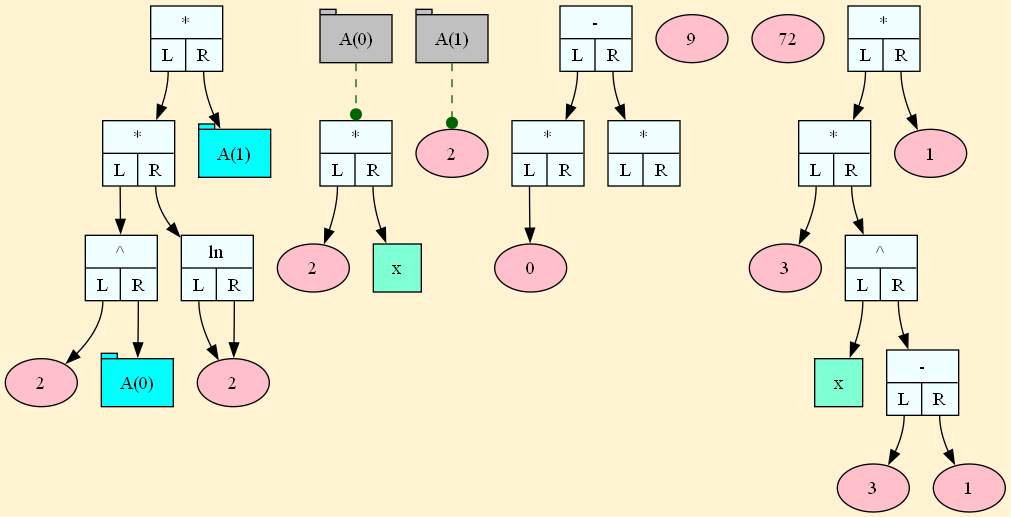 * A(0) A(1) - 9 72 *
L R L R L R
* A(1) * 2 * * * 1
L R L R L R L R L R
^ ln 2 x 0 3 ^
L R L R L R
2 A(0) 2 x -
L R
3 1